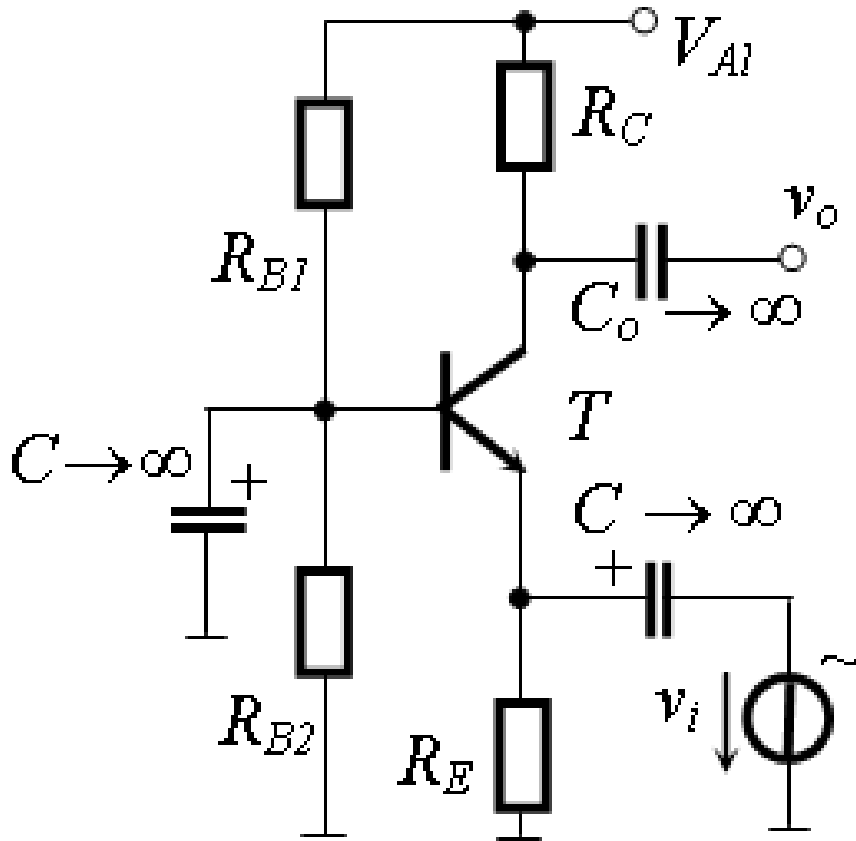 V_Al
R_C
v_o
R_B1
C_o → ∞
T
C → ∞
+
C → ∞
+
~
R_B2
v_i
R_E